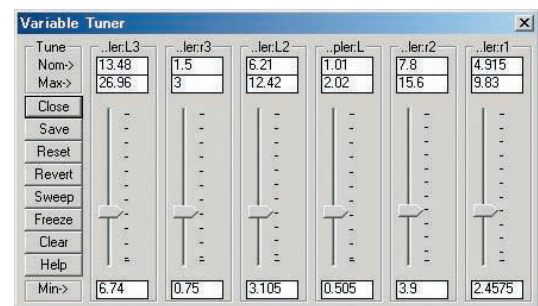 Variable Tuner
Tune ..ler:L3 ..ler:r3 ..ler:L2 ..pler:L ..ler:r2 ..ler:r1
Nom-> 13.48 1.5 6.21 1.01 7.8 4.915
Max-> 26.96 3 12.42 2.02 15.6 9.83
Close
Save
Reset
Revert
Sweep
Freeze
Clear
Help
Min-> 6.74 0.75 3.105 0.505 3.9 2.4575